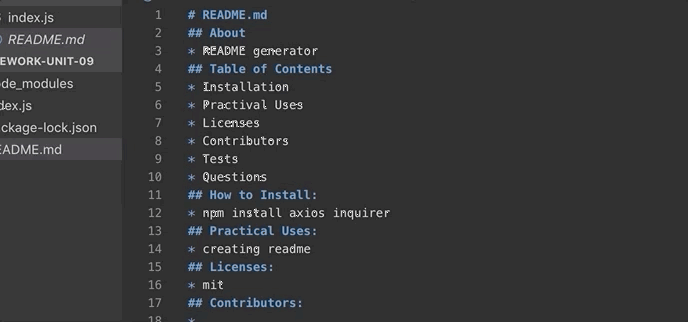 index.js
README.md
EWORK-UNIT-09
ode_modules
dex.js
ckage-lock.json
EADME.md
1 # README.md
2 ## About
3 * README generator
4 ## Table of Contents
5 * Installation
6 * Practival Uses
7 * Licenses
8 * Contributors
9 * Tests
10 * Questions
11 ## How to Install:
12 * npm install axios inquirer
13 ## Practical Uses:
14 * creating readme
15 ## Licenses:
16 * mit
17 ## Contributors:
18 *